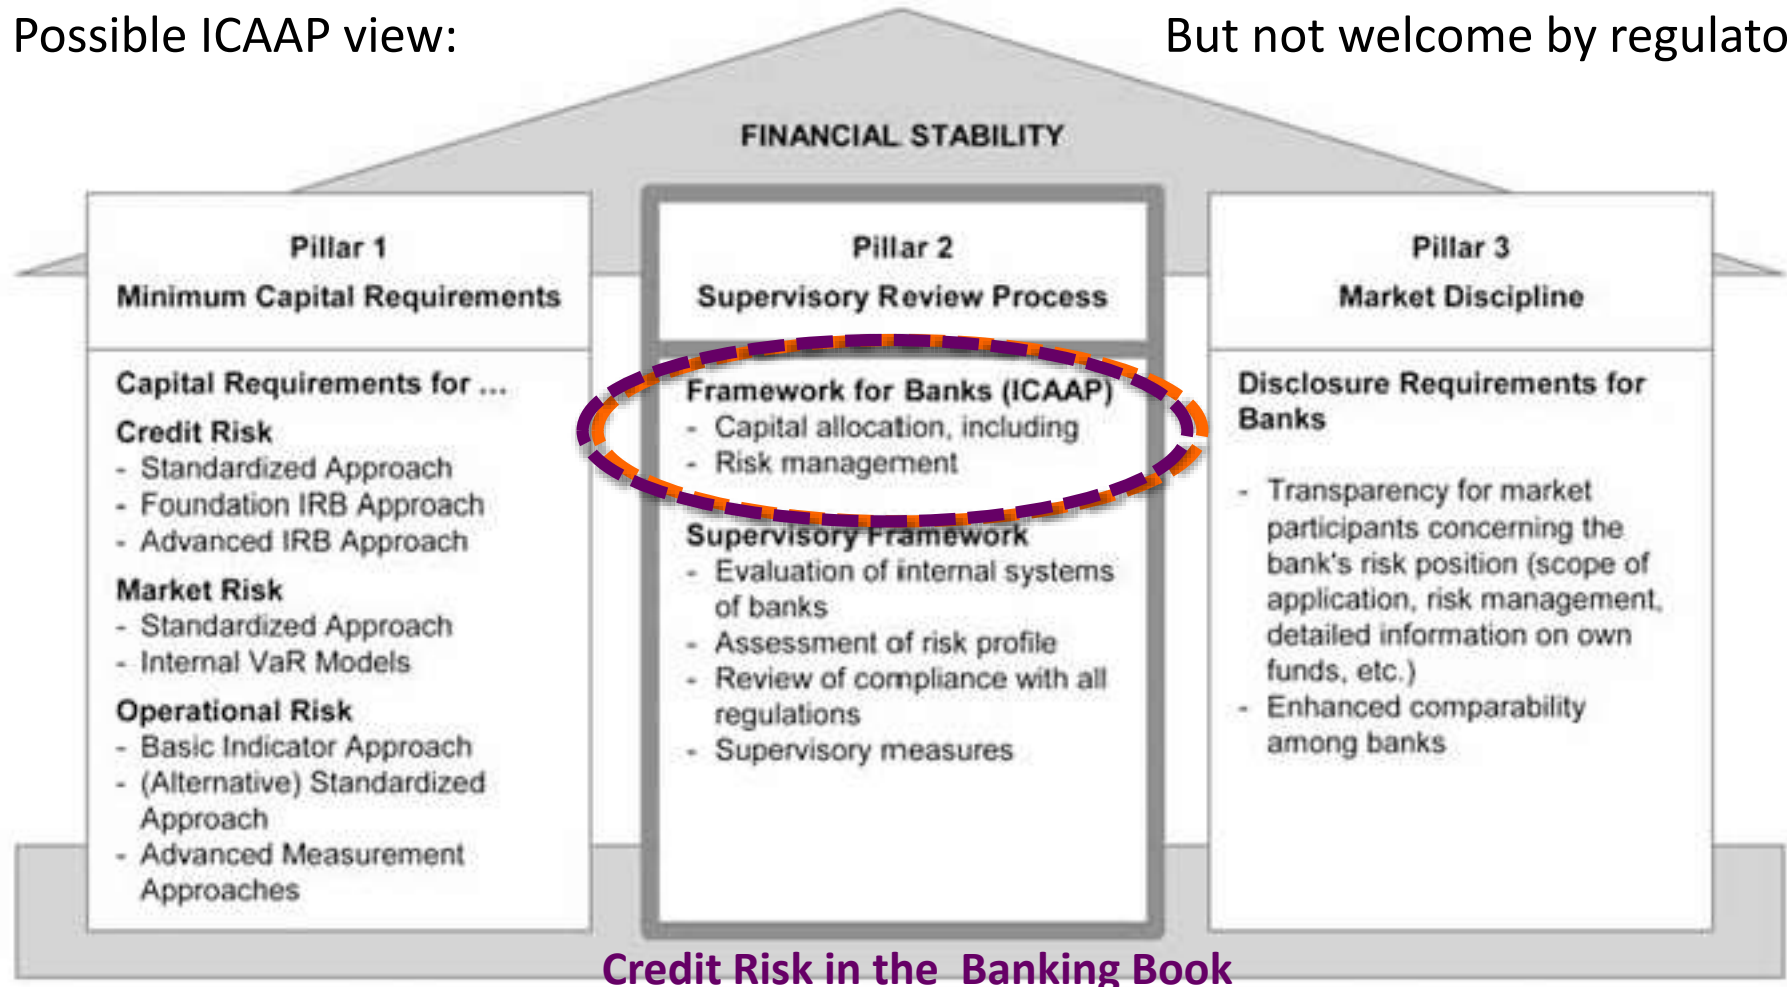 Possible ICAAP view:
But not welcome by regulato
FINANCIAL STABILITY
Pillar 1
Minimum Capital Requirements
Capital Requirements for ...
Credit Risk
- Standardized Approach
- Foundation IRB Approach
- Advanced IRB Approach
Market Risk
- Standardized Approach
- Internal VaR Models
Operational Risk
- Basic Indicator Approach
- (Alternative) Standardized
Approach
- Advanced Measurement
Approaches
Pillar 2
Supervisory Review Process
Framework for Banks (ICAAP)
- Capital allocation, including
- Risk management
Supervisory Framework
- Evaluation of internal systems
of banks
- Assessment of risk profile
- Review of compliance with all
regulations
- Supervisory measures
Pillar 3
Market Discipline
Disclosure Requirements for
Banks
- Transparency for market
participants concerning the
bank's risk position (scope of
application, risk management,
detailed information on own
funds, etc.)
- Enhanced comparability
among banks
Credit Risk in the Banking Book